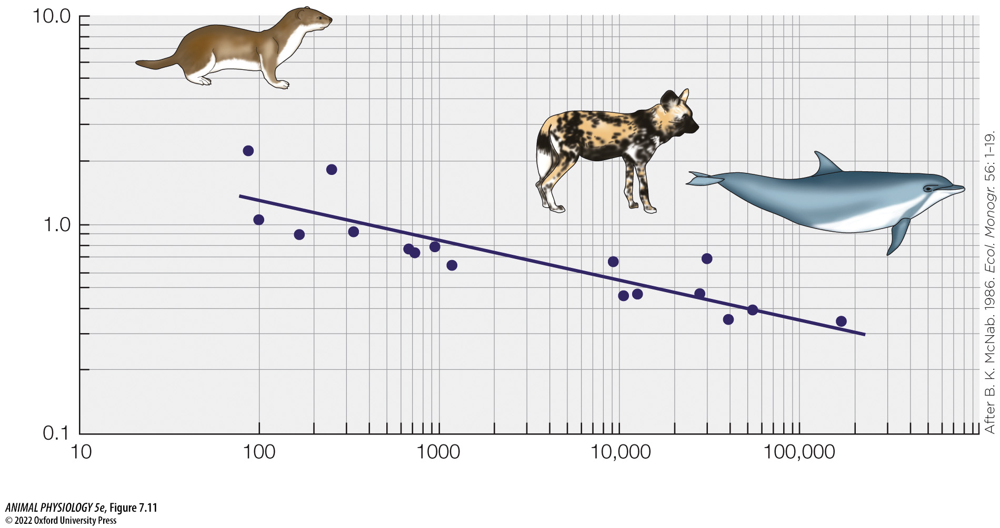 10.0
1.0
0.1
10 100 1000 10,000 100,000
After B. K. McNab. 1986. Ecol. Monogr. 56: 1–19.
ANIMAL PHYSIOLOGY 5e, Figure 7.11
© 2022 Oxford University Press